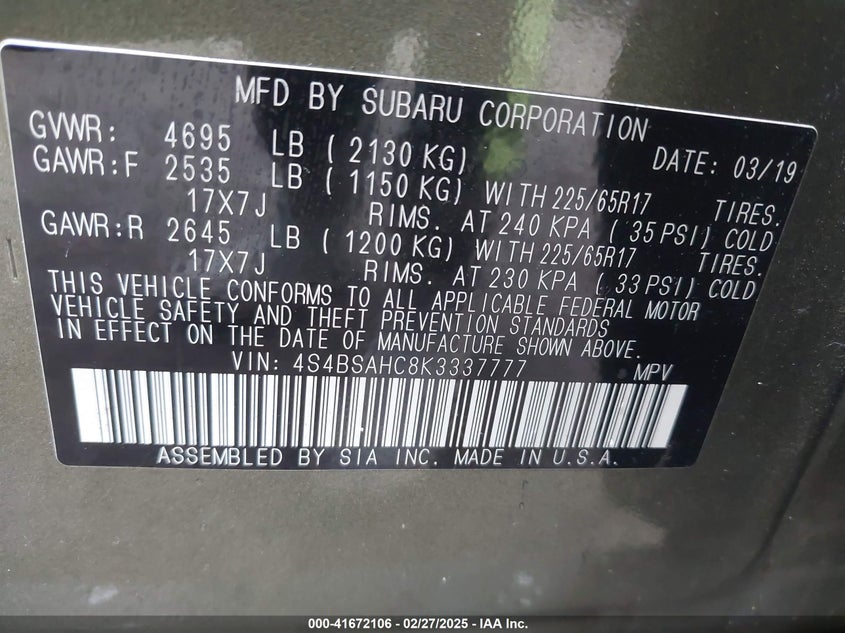 MFD BY SUBARU CORPORATION
GVWR: 4695 LB ( 2130 KG) DATE: 03/19
GAWR:F 2535 LB ( 1150 KG) WITH 225/65R17 TIRES.
17X7J RIMS. AT 240 KPA ( 35 PSI) COLD
GAWR:R 2645 LB ( 1200 KG) WITH 225/65R17 TIRES.
17X7J RIMS. AT 230 KPA ( 33 PSI) COLD
THIS VEHICLE CONFORMS TO ALL APPLICABLE FEDERAL MOTOR
VEHICLE SAFETY AND THEFT PREVENTION STANDARDS
IN EFFECT ON THE DATE OF MANUFACTURE SHOWN ABOVE.
VIN: 4S4BSAHC8K3337777 MPV
ASSEMBLED BY SIA INC. MADE IN U.S.A.
000-41672106 - 02/27/2025 - IAA Inc.